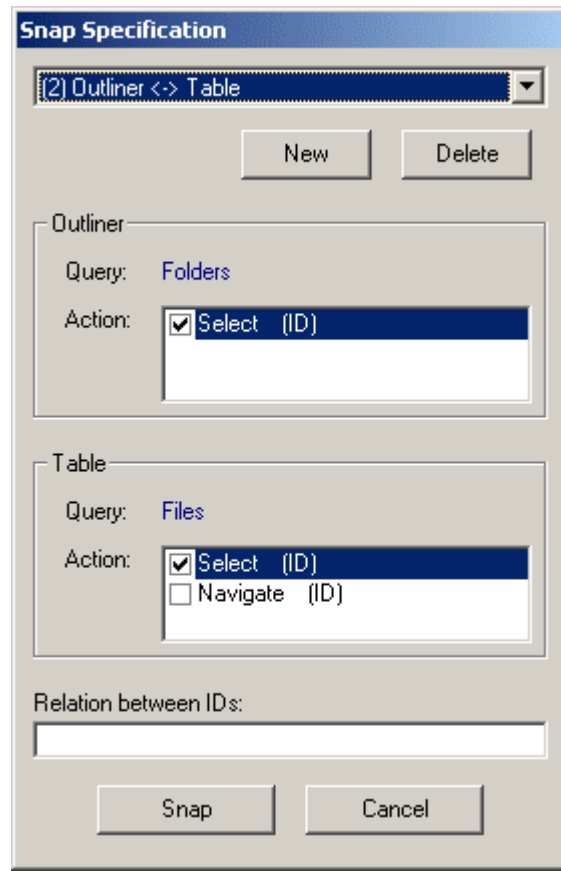 Snap Specification
(2) Outliner <-> Table
New Delete
Outliner
Query: Folders
Action: Select (ID)
Table
Query: Files
Action: Select (ID)
Navigate (ID)
Relation between IDs:
Snap Cancel